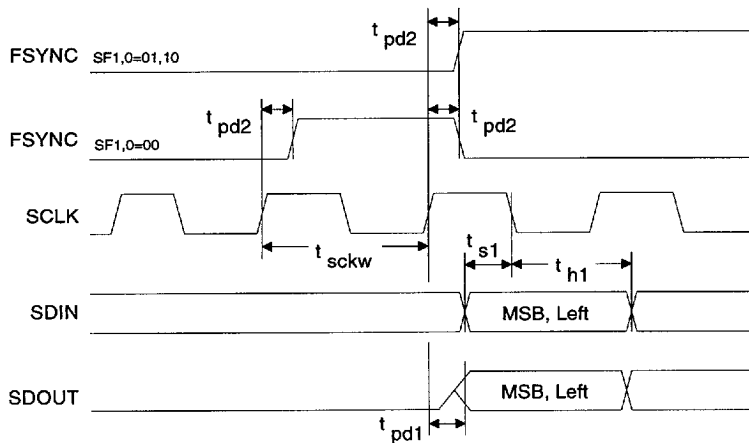 t pd2
FSYNC SF1,0=01,10
t pd2 t pd2
FSYNC SF1,0=00
SCLK
t sckw t s1 t h1
SDIN MSB, Left
SDOUT MSB, Left
t pd1